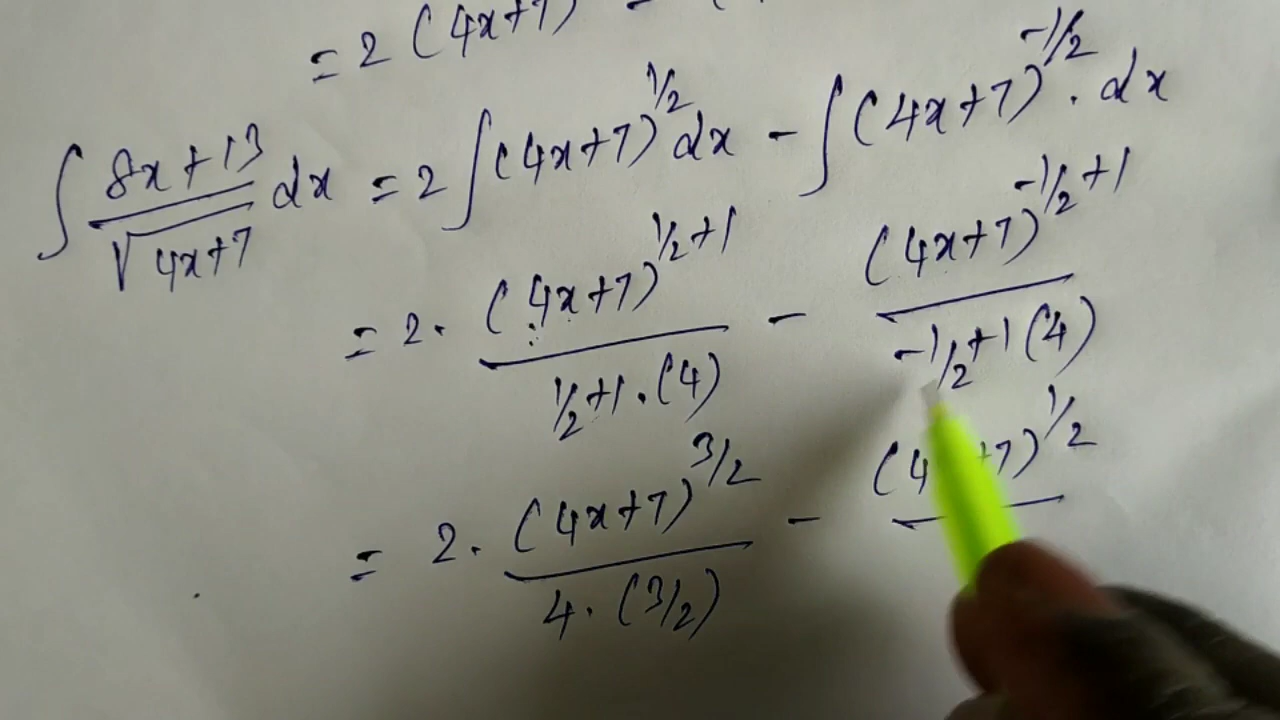 = 2 (4x+7)
∫ 8x+13/√4x+7 dx = 2 ∫(4x+7)^1/2 dx - ∫(4x+7)^-1/2 . dx
= 2. (4x+7)^1/2+1 / 1/2+1.(4) - (4x+7)^-1/2+1 / -1/2+1(4)
= 2. (4x+7)^3/2 / 4.(3/2) - (4 +7)^1/2